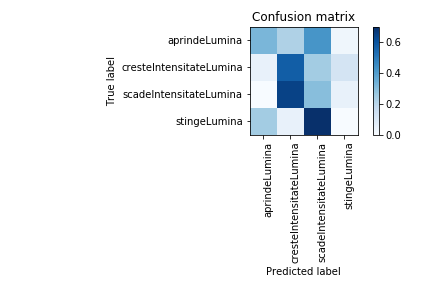 Confusion matrix
True label
aprindeLumina
cresteIntensitateLumina
scadeIntensitateLumina
stingeLumina
0.6
0.4
0.2
0.0
aprindeLumina
cresteIntensitateLumina
scadeIntensitateLumina
stingeLumina
Predicted label